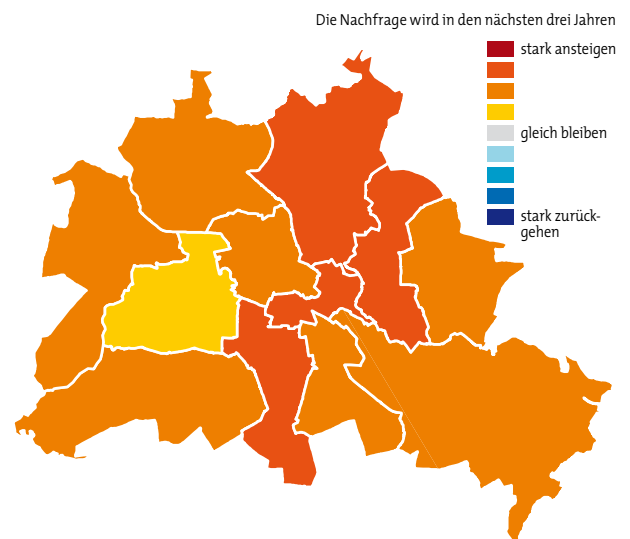 Die Nachfrage wird in den nächsten drei Jahren
stark ansteigen
gleich bleiben
stark zurück-
gehen